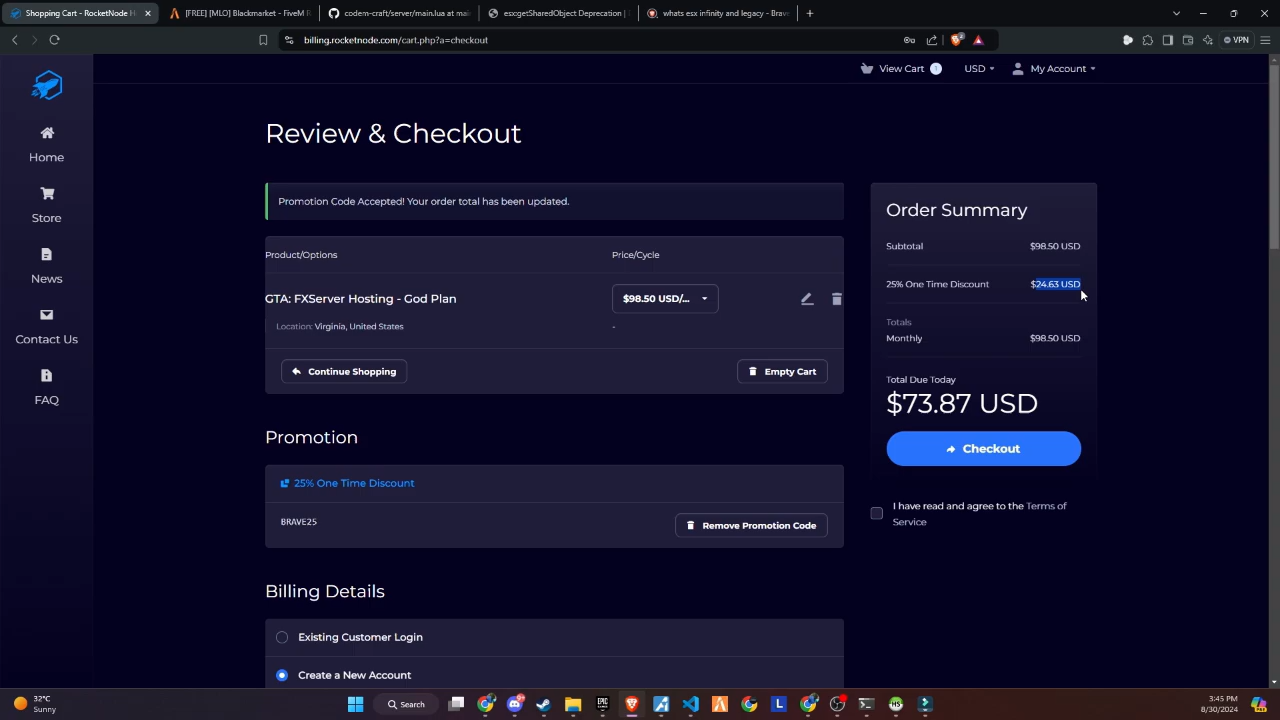 Shopping Cart - RocketNode H
[FREE] [MLO] Blackmarket - FiveM R
codem-craft/server/main.lua at mai
esxgetSharedObject Deprecation | E
whats esx infinity and legacy - Brav
billing.rocketnode.com/cart.php?a=checkout
VPN
View Cart 1
USD
My Account
Home
Store
News
Contact Us
FAQ
Review & Checkout
Promotion Code Accepted! Your order total has been updated.
Product/Options
Price/Cycle
GTA: FXServer Hosting - God Plan
$98.50 USD/...
Location: Virginia, United States
-
Continue Shopping
Empty Cart
Promotion
25% One Time Discount
BRAVE25
Remove Promotion Code
Billing Details
Existing Customer Login
Create a New Account
Order Summary
Subtotal $98.50 USD
25% One Time Discount $24.63 USD
Totals
Monthly $98.50 USD
Total Due Today
$73.87 USD
Checkout
I have read and agree to the Terms of
Service
32°C
Sunny
Search
3:45 PM
8/30/2024